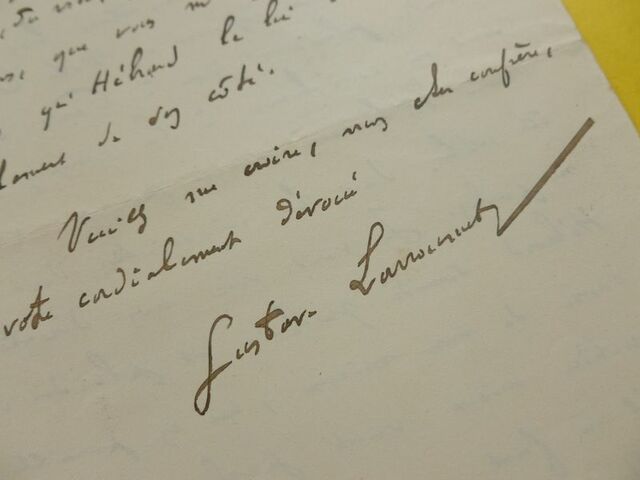 que vous me
qu'Hébrard le lui
de son côté.
Veuillez me croire, mon cher confrère,
votre cordialement dévoué
Gustave Larroumet